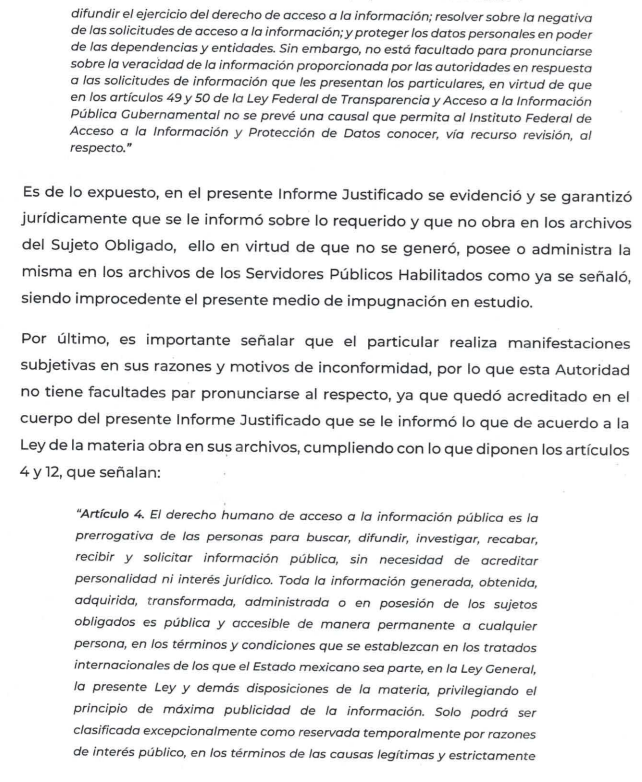 difundir el ejercicio del derecho de acceso a la información; resolver sobre la negativa
de las solicitudes de acceso a la información; y proteger los datos personales en poder
de las dependencias y entidades. Sin embargo, no está facultado para pronunciarse
sobre la veracidad de la información proporcionada por las autoridades en respuesta
a las solicitudes de información que les presentan los particulares, en virtud de que
en los artículos 49 y 50 de la Ley Federal de Transparencia y Acceso a la Información
Pública Gubernamental no se prevé una causal que permita al Instituto Federal de
Acceso a la Información y Protección de Datos conocer, vía recurso revisión, al
respecto."
Es de lo expuesto, en el presente Informe Justificado se evidenció y se garantizó
jurídicamente que se le informó sobre lo requerido y que no obra en los archivos
del Sujeto Obligado, ello en virtud de que no se generó, posee o administra la
misma en los archivos de los Servidores Públicos Habilitados como ya se señaló,
siendo improcedente el presente medio de impugnación en estudio.
Por último, es importante señalar que el particular realiza manifestaciones
subjetivas en sus razones y motivos de inconformidad, por lo que esta Autoridad
no tiene facultades par pronunciarse al respecto, ya que quedó acreditado en el
cuerpo del presente Informe Justificado que se le informó lo que de acuerdo a la
Ley de la materia obra en sus archivos, cumpliendo con lo que diponen los artículos
4 y 12, que señalan:
"Artículo 4. El derecho humano de acceso a la información pública es la
prerrogativa de las personas para buscar, difundir, investigar, recabar,
recibir y solicitar información pública, sin necesidad de acreditar
personalidad ni interés jurídico. Toda la información generada, obtenida,
adquirida, transformada, administrada o en posesión de los sujetos
obligados es pública y accesible de manera permanente a cualquier
persona, en los términos y condiciones que se establezcan en los tratados
internacionales de los que el Estado mexicano sea parte, en la Ley General,
la presente Ley y demás disposiciones de la materia, privilegiando el
principio de máxima publicidad de la información. Solo podrá ser
clasificada excepcionalmente como reservada temporalmente por razones
de interés público, en los términos de las causas legítimas y estrictamente